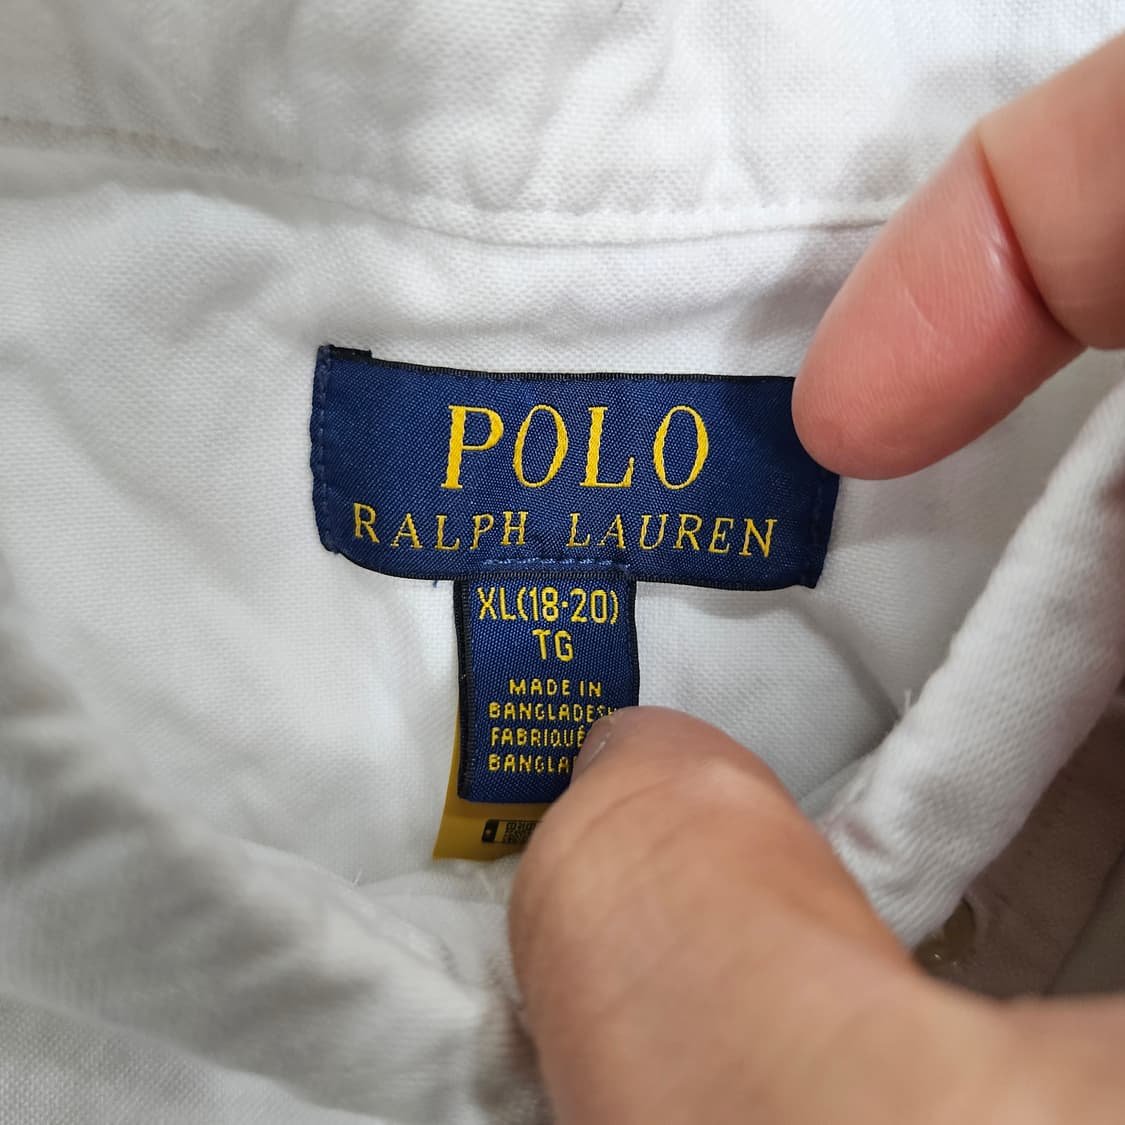 POLO
RALPH LAUREN
XL(18-20)
TG
MADE IN
BANGLADESH
FABRIQUÉ